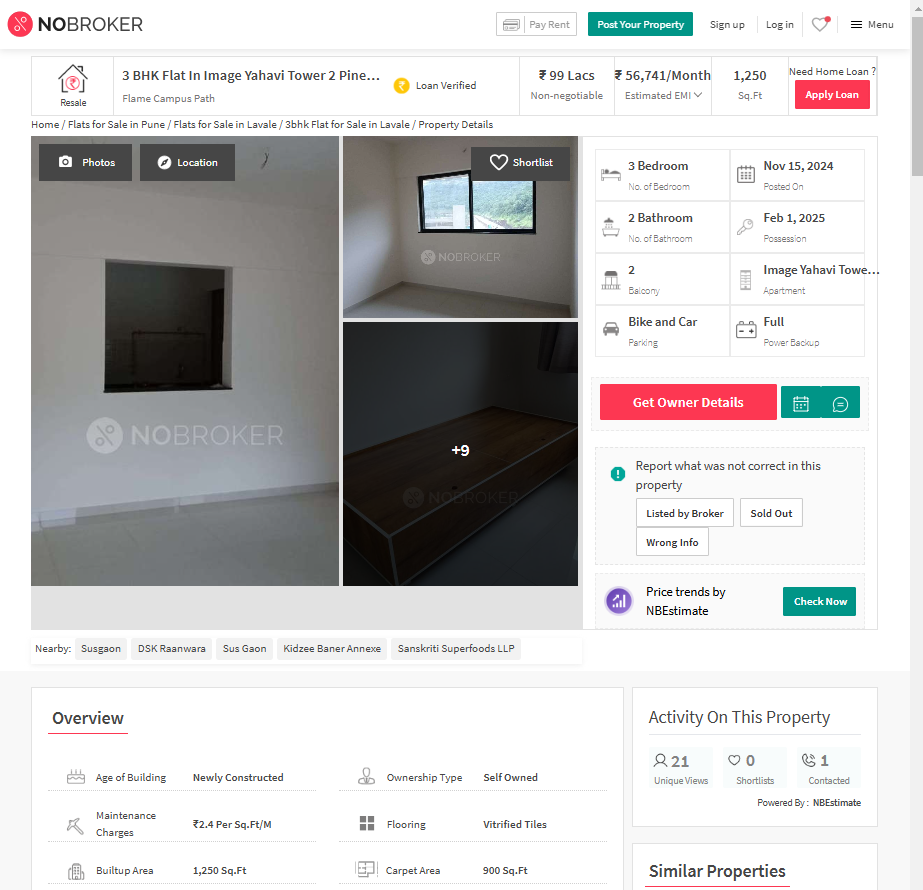 NOBROKER
Pay Rent
Post Your Property
Sign up
Log in
Menu
Resale
3 BHK Flat In Image Yahavi Tower 2 Pine...
Flame Campus Path
Loan Verified
₹ 99 Lacs
Non-negotiable
₹ 56,741/Month
Estimated EMI
1,250
Sq.Ft
Need Home Loan ?
Apply Loan
Home / Flats for Sale in Pune / Flats for Sale in Lavale / 3bhk Flat for Sale in Lavale / Property Details
Photos
Location
Shortlist
NOBROKER
NOBROKER
+9
NOBROKER
3 Bedroom
No. of Bedroom
Nov 15, 2024
Posted On
2 Bathroom
No. of Bathroom
Feb 1, 2025
Possession
2
Balcony
Image Yahavi Towe...
Apartment
Bike and Car
Parking
Full
Power Backup
Get Owner Details
Report what was not correct in this
property
Listed by Broker
Sold Out
Wrong Info
Price trends by
NBEstimate
Check Now
Nearby:
Susgaon
DSK Raanwara
Sus Gaon
Kidzee Baner Annexe
Sanskriti Superfoods LLP
Overview
Age of Building
Newly Constructed
Ownership Type
Self Owned
Maintenance
Charges
₹2.4 Per Sq.Ft/M
Flooring
Vitrified Tiles
Builtup Area
1,250 Sq.Ft
Carpet Area
900 Sq.Ft
Activity On This Property
21
Unique Views
0
Shortlists
1
Contacted
Powered By : NBEstimate
Similar Properties